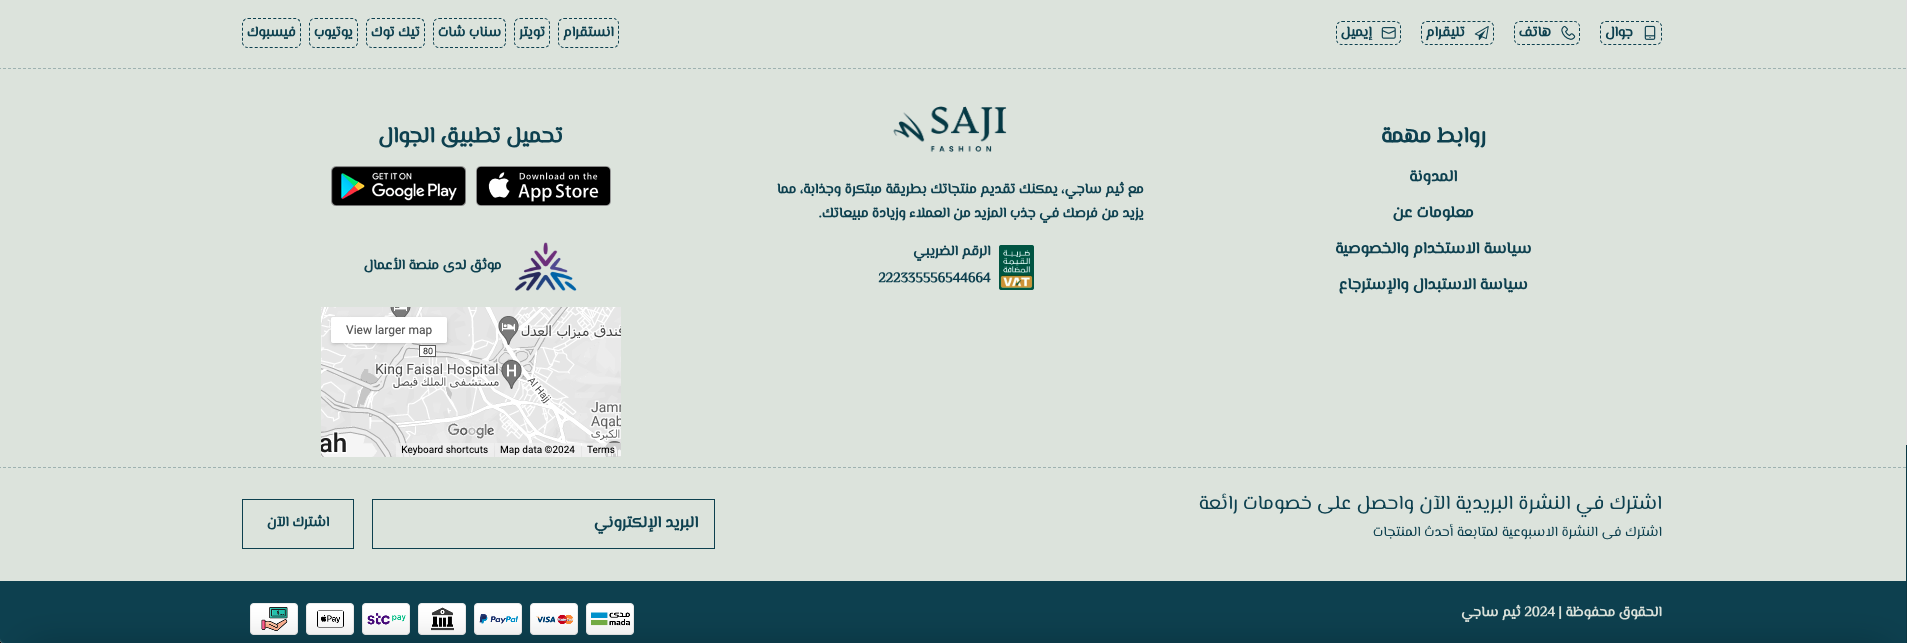 جوال
هاتف
تليقرام
إيميل
انستقرام
تويتر
سناب شات
تيك توك
يوتيوب
فيسبوك
روابط مهمة
المدونة
معلومات عن
سياسة الاستخدام والخصوصية
سياسة الاستبدال والإسترجاع
SAJI
FASHION
مع ثيم ساجي، يمكنك تقديم منتجاتك بطريقة مبتكرة وجذابة، مما
يزيد من فرصك في جذب المزيد من العملاء وزيادة مبيعاتك.
ضريبة
القيمة
المضافة
VAT
الرقم الضريبي
222335556544664
تحميل تطبيق الجوال
Download on the
App Store
GET IT ON
Google Play
موثق لدى منصة الأعمال
View larger map
فندق ميزاب العدل
80
King Faisal Hospital
H
مستشفى الملك فيصل
Al Hajj
Jamr
Aqab
الكبرى
Google
ah
Keyboard shortcuts
Map data ©2024
Terms
اشترك في النشرة البريدية الآن واحصل على خصومات رائعة
اشترك فى النشرة الاسبوعية لمتابعة أحدث المنتجات
البريد الإلكتروني
اشترك الآن
الحقوق محفوظة | 2024 ثيم ساجي
مدى
mada
VISA
PayPal
stc pay
Pay